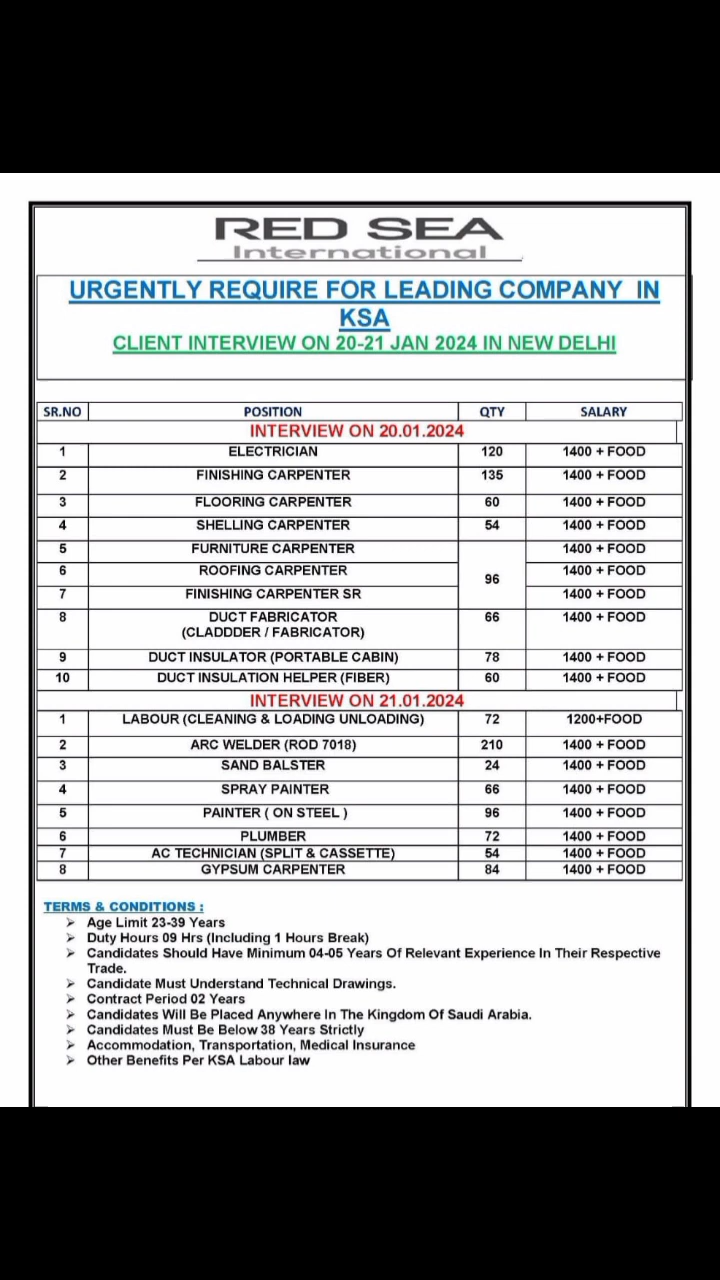 RED SEA
International
URGENTLY REQUIRE FOR LEADING COMPANY IN
KSA
CLIENT INTERVIEW ON 20-21 JAN 2024 IN NEW DELHI
SR.NO POSITION QTY SALARY
INTERVIEW ON 20.01.2024
1 ELECTRICIAN 120 1400 + FOOD
2 FINISHING CARPENTER 135 1400 + FOOD
3 FLOORING CARPENTER 60 1400 + FOOD
4 SHELLING CARPENTER 54 1400 + FOOD
5 FURNITURE CARPENTER 1400 + FOOD
6 ROOFING CARPENTER 96 1400 + FOOD
7 FINISHING CARPENTER SR 1400 + FOOD
8 DUCT FABRICATOR 66 1400 + FOOD
(CLADDDER / FABRICATOR)
9 DUCT INSULATOR (PORTABLE CABIN) 78 1400 + FOOD
10 DUCT INSULATION HELPER (FIBER) 60 1400 + FOOD
INTERVIEW ON 21.01.2024
1 LABOUR (CLEANING & LOADING UNLOADING) 72 1200+FOOD
2 ARC WELDER (ROD 7018) 210 1400 + FOOD
3 SAND BALSTER 24 1400 + FOOD
4 SPRAY PAINTER 66 1400 + FOOD
5 PAINTER ( ON STEEL ) 96 1400 + FOOD
6 PLUMBER 72 1400 + FOOD
7 AC TECHNICIAN (SPLIT & CASSETTE) 54 1400 + FOOD
8 GYPSUM CARPENTER 84 1400 + FOOD
TERMS & CONDITIONS :
➢ Age Limit 23-39 Years
➢ Duty Hours 09 Hrs (Including 1 Hours Break)
➢ Candidates Should Have Minimum 04-05 Years Of Relevant Experience In Their Respective
Trade.
➢ Candidate Must Understand Technical Drawings.
➢ Contract Period 02 Years
➢ Candidates Will Be Placed Anywhere In The Kingdom Of Saudi Arabia.
➢ Candidates Must Be Below 38 Years Strictly
➢ Accommodation, Transportation, Medical Insurance
➢ Other Benefits Per KSA Labour law